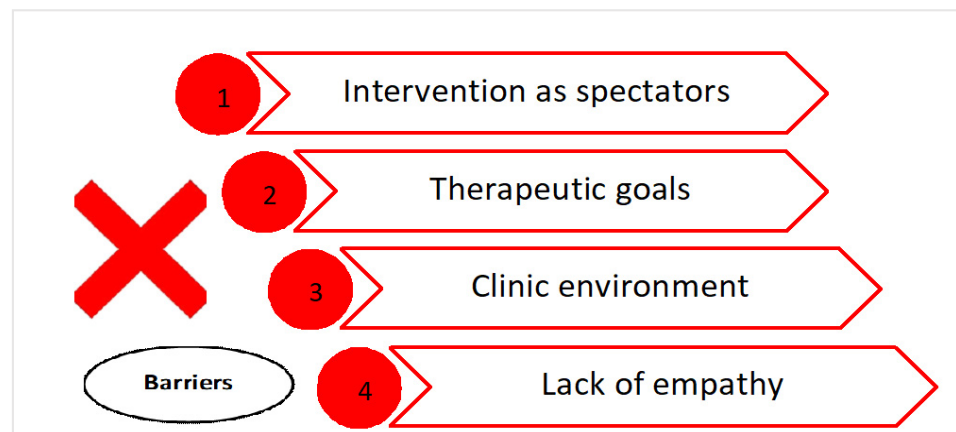 1 Intervention as spectators
2 Therapeutic goals
3 Clinic environment
Barriers
4 Lack of empathy